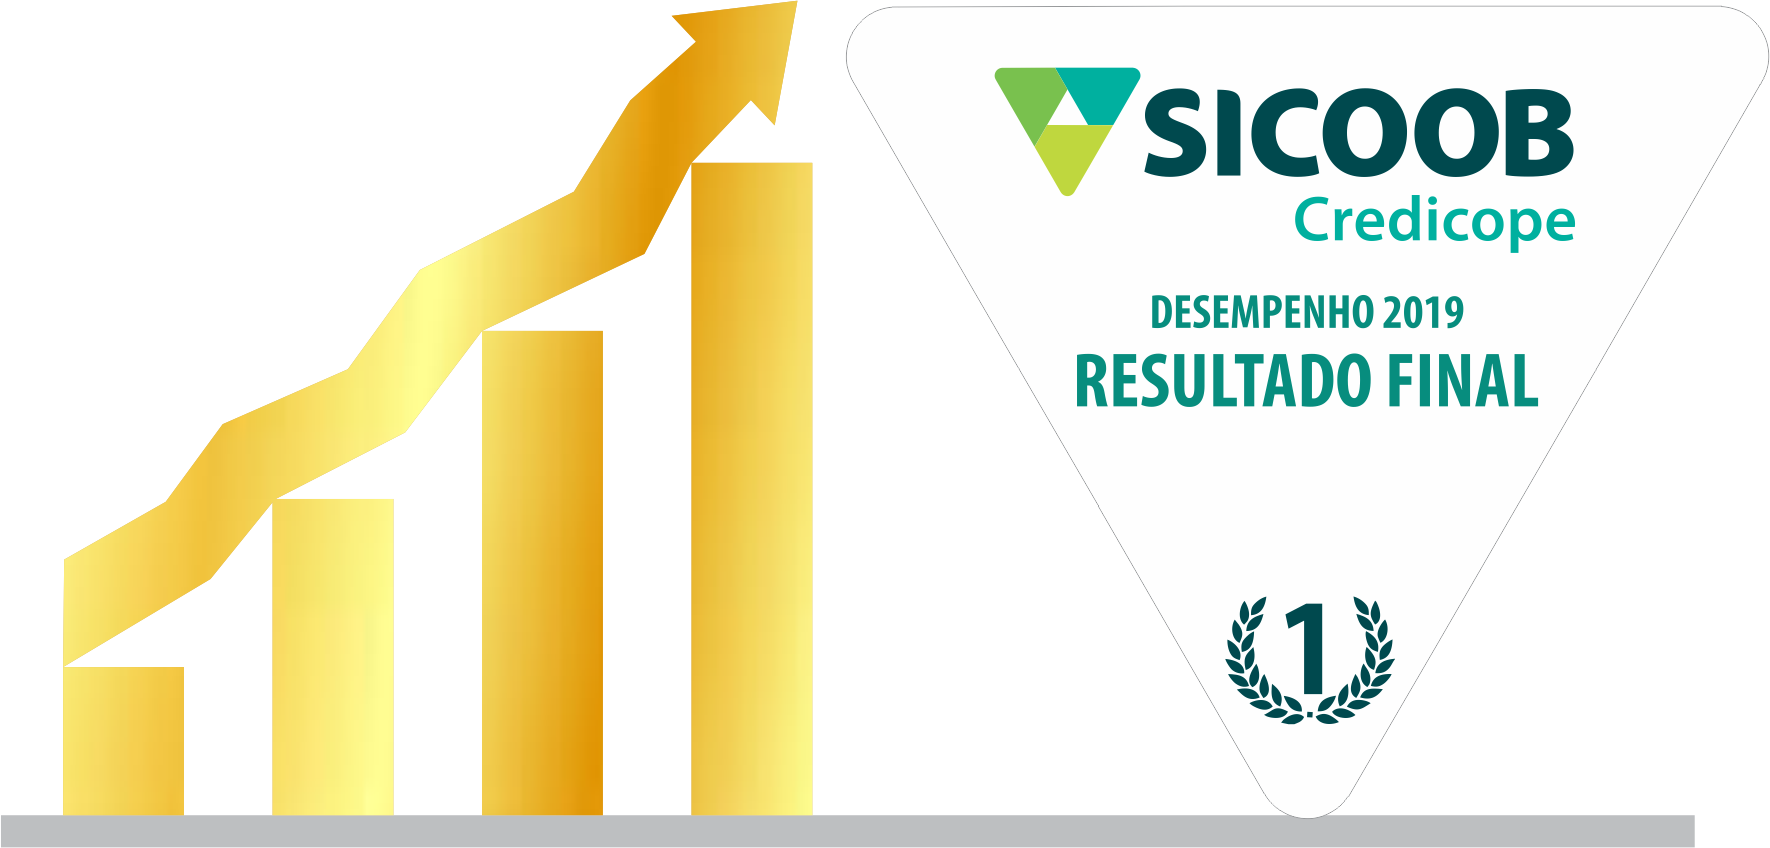 SICOOB
Credicope
DESEMPENHO 2019
RESULTADO FINAL
1